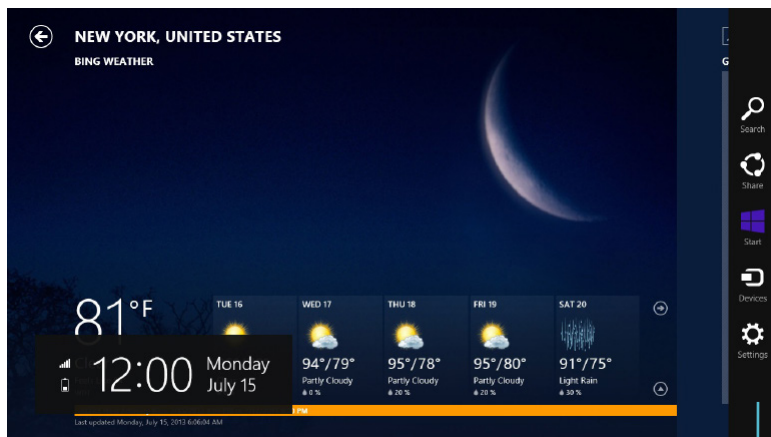 NEW YORK, UNITED STATES
BING WEATHER
G
Search
Share
Start
Devices
Settings
81°F
TUE 16
WED 17
94°/79°
Partly Cloudy
0 %
THU 18
95°/78°
Partly Cloudy
20 %
FRI 19
95°/80°
Partly Cloudy
20 %
SAT 20
91°/75°
Light Rain
30 %
12:00
Monday
July 15
PM
Last updated Monday, July 15, 2013 6:06:04 AM